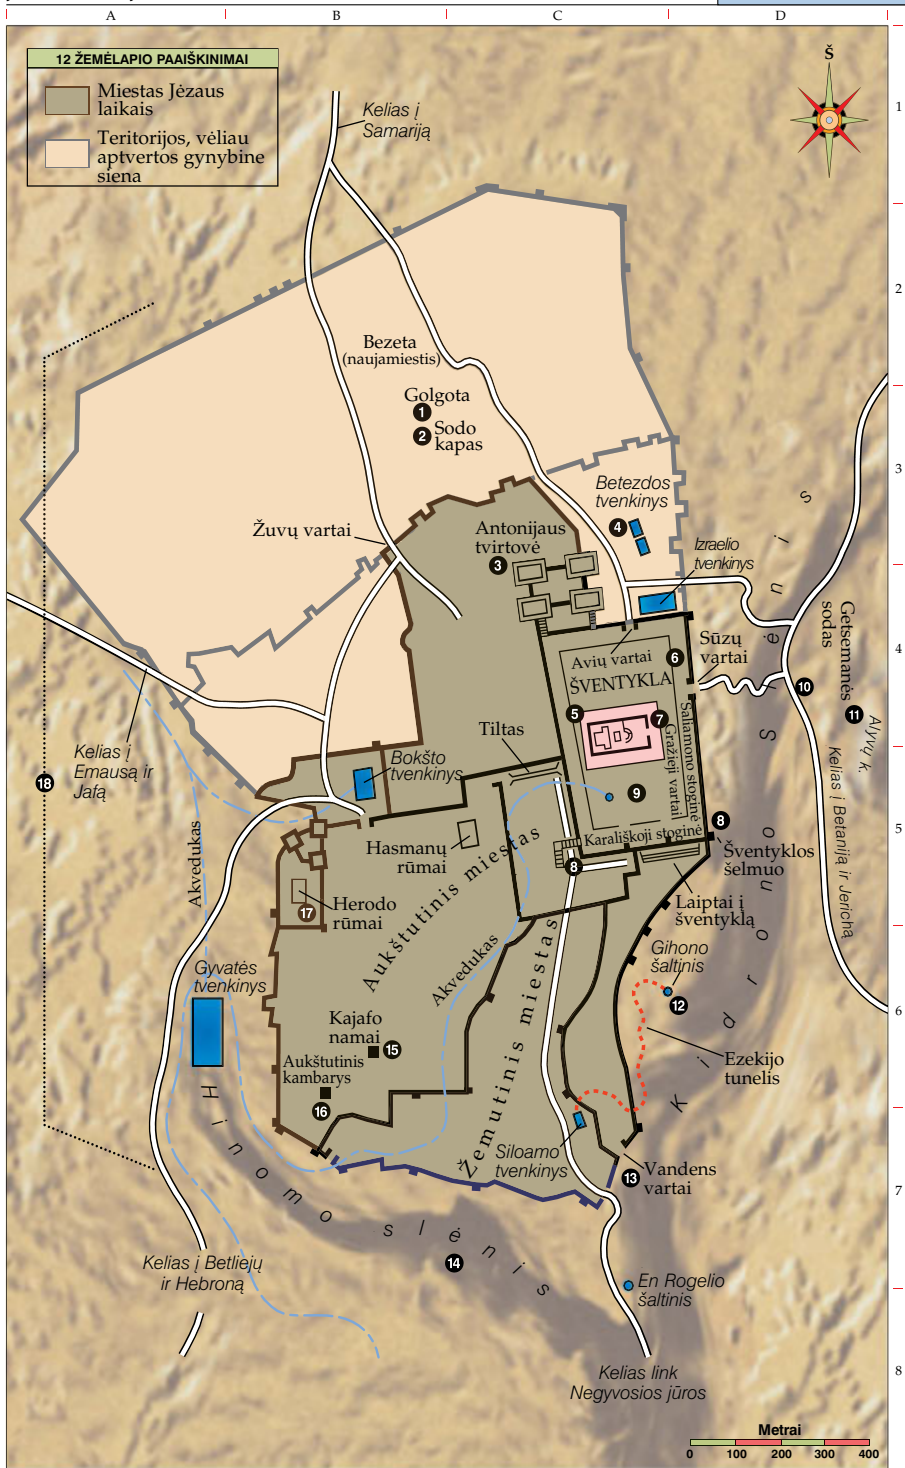 A
B
C
D
12 ŽEMĖLAPIO PAAIŠKINIMAI
Miestas Jėzaus
laikais
Teritorijos, vėliau
aptvertos gynybine
siena
Š
1
Kelias į
Samariją
2
Bezeta
(naujamiestis)
Golgota
1
2
Sodo
kapas
3
Betezdos
tvenkinys
4
Žuvų vartai
Antonijaus
tvirtovė
3
Izraelio
tvenkinys
Getsemanės
sodas
4
Avių vartai
6
Sūzų
vartai
ŠVENTYKLA
10
11
Alyvų k.
5
7
Gražieji vartai
Saliamono stoginė
Tiltas
Kelias į
Emausą ir
Jafą
18
Bokšto
tvenkinys
9
Kelias į Betaniją ir Jerichą
5
Karališkoji stoginė
8
Šventyklos
šelmuo
8
Hasmanų
rūmai
Aukštutinis miestas
Akvedukas
Herodo
rūmai
17
Laiptai į
šventyklą
Gihono
šaltinis
12
Gyvatės
tvenkinys
Akvedukas
6
Kajafo
namai
15
Ezekijo
tunelis
Aukštutinis
kambarys
16
Žemutinis miestas
Kidrono Slėnis
Siloamo
tvenkinys
13
Vandens
vartai
7
Hinomo slėnis
14
Kelias į Betliejų
ir Hebroną
En Rogelio
šaltinis
Kelias link
Negyvosios jūros
8
Metrai
0 100 200 300 400